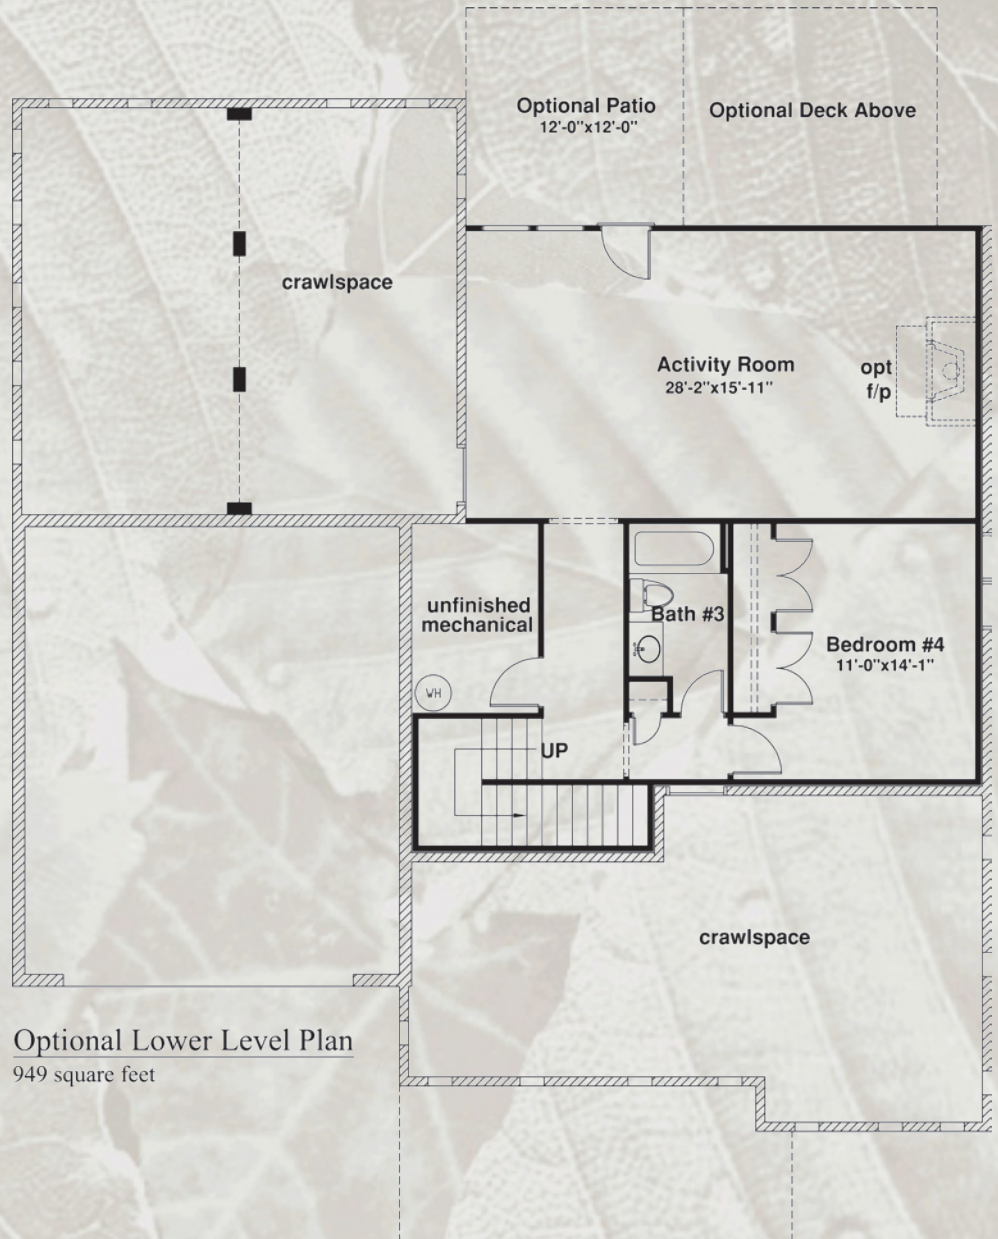 Optional Patio
12'-0"x12'-0"
Optional Deck Above
crawlspace
Activity Room
28'-2"x15'-11"
opt
f/p
unfinished
mechanical
WH
Bath #3
Bedroom #4
11'-0"x14'-1"
UP
crawlspace
Optional Lower Level Plan
949 square feet